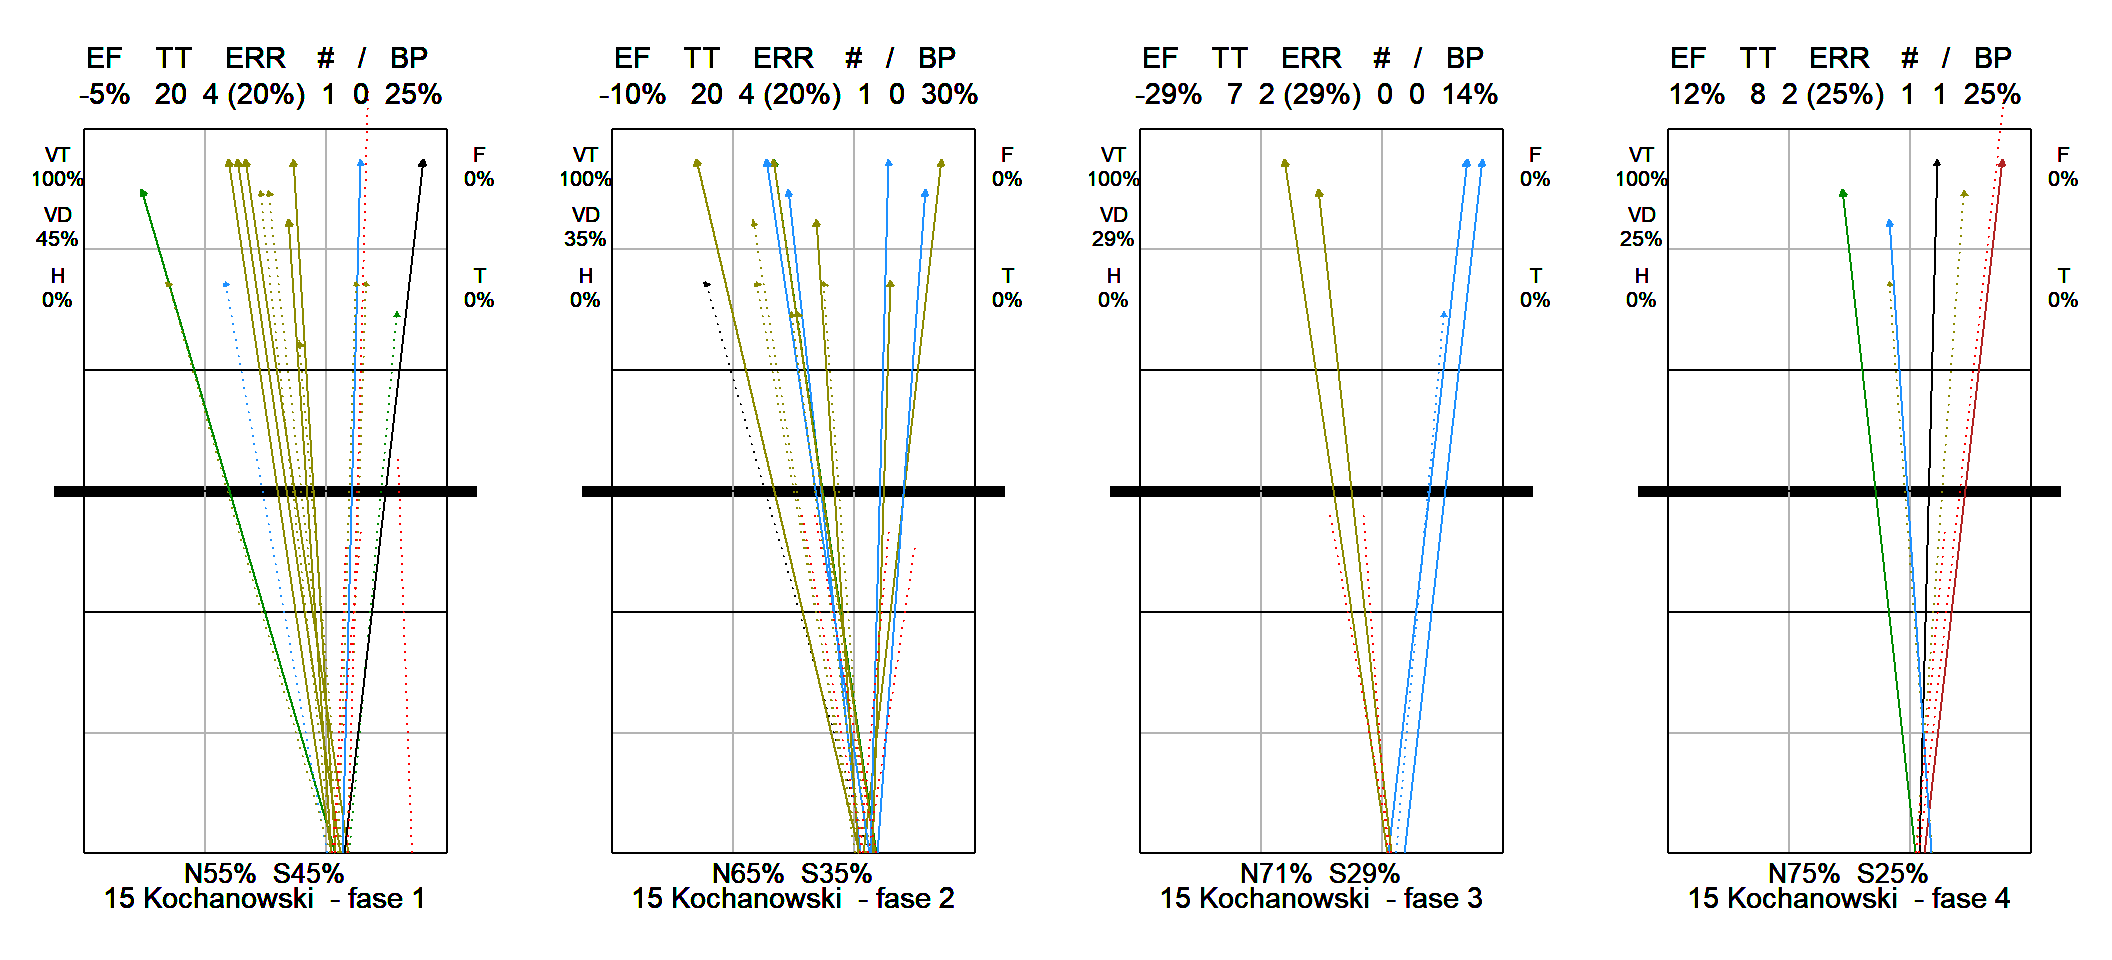 EF TT ERR # / BP
-5% 20 4 (20%) 1 0 25%
VT
100%
VD
45%
H
0%
F
0%
T
0%
N55% S45%
15 Kochanowski - fase 1
EF TT ERR # / BP
-10% 20 4 (20%) 1 0 30%
VT
100%
VD
35%
H
0%
F
0%
T
0%
N65% S35%
15 Kochanowski - fase 2
EF TT ERR # / BP
-29% 7 2 (29%) 0 0 14%
VT
100%
VD
29%
H
0%
F
0%
T
0%
N71% S29%
15 Kochanowski - fase 3
EF TT ERR # / BP
12% 8 2 (25%) 1 1 25%
VT
100%
VD
25%
H
0%
F
0%
T
0%
N75% S25%
15 Kochanowski - fase 4